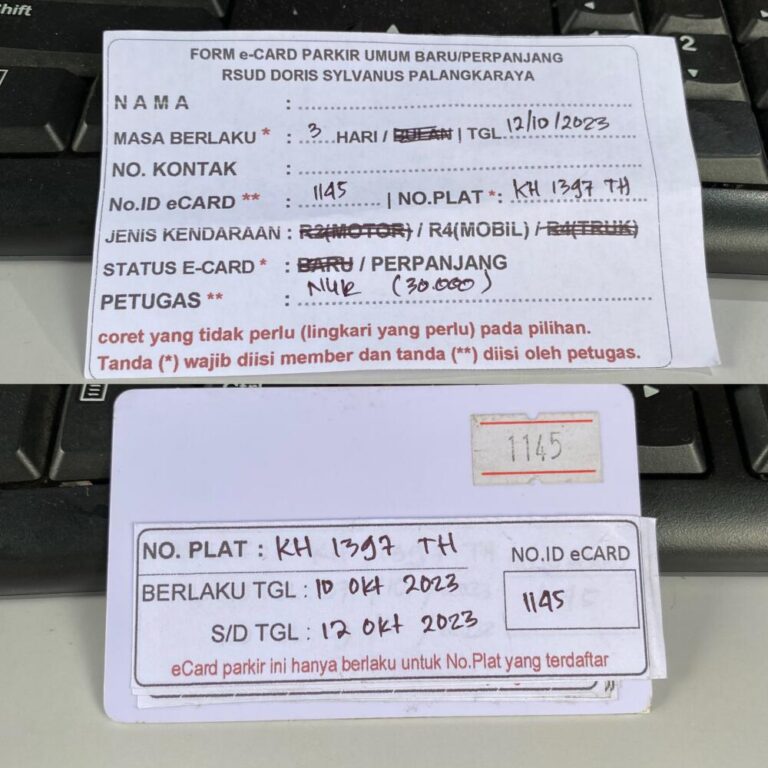 Shift
2
FORM e-CARD PARKIR UMUM BARU/PERPANJANG
RSUD DORIS SYLVANUS PALANGKARAYA
NAMA : ..........
MASA BERLAKU * : 3 HARI / BULAN | TGL 12/10/2023
NO. KONTAK : ..........
No.ID eCARD ** : 1145 | NO.PLAT *: KH 1397 TH
JENIS KENDARAAN : R2(MOTOR) / R4(MOBIL) / R4(TRUK)
STATUS E-CARD * : BARU / PERPANJANG
PETUGAS ** : NUR (30.000)
coret yang tidak perlu (lingkari yang perlu) pada pilihan.
Tanda (*) wajib diisi member dan tanda (**) diisi oleh petugas.
Ctrl
1145
NO. PLAT : KH 1397 TH
NO.ID eCARD
BERLAKU TGL : 10 Okt 2023
1145
S/D TGL : 12 Okt 2023
eCard parkir ini hanya berlaku untuk No.Plat yang terdaftar